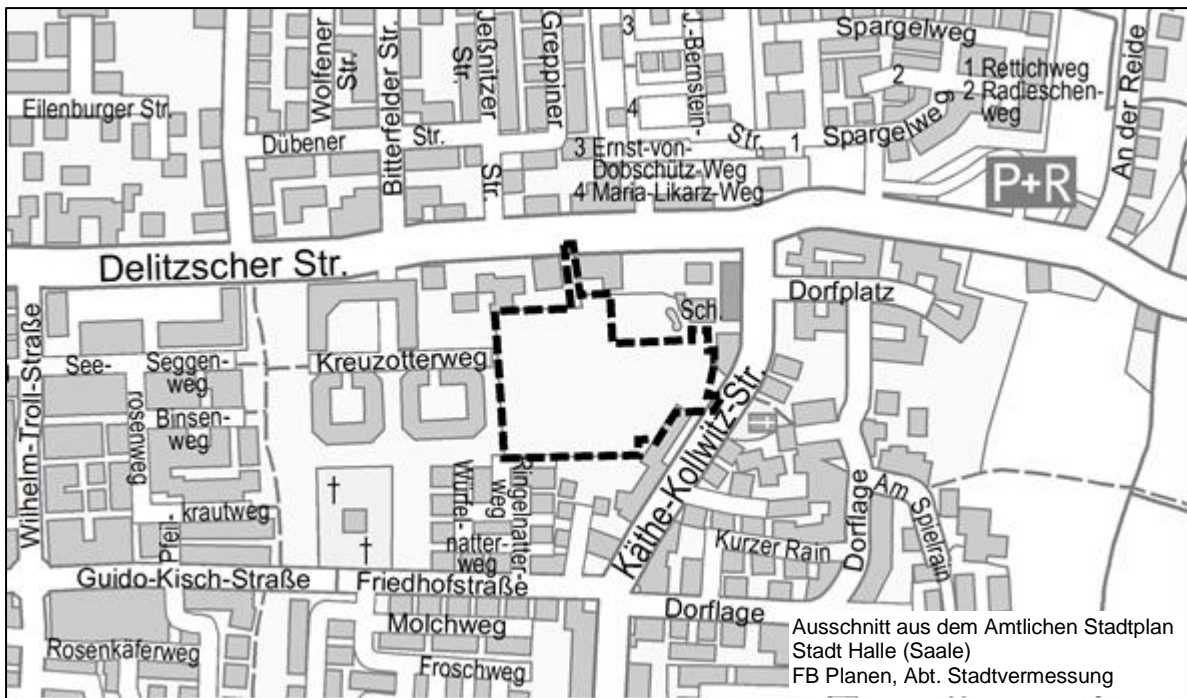 Spargelweg
Eilenburger Str.
Wolfener
Str.
Bitterfelder Str.
Jeßnitzer
Str.
Greppiner
3
4
J.-Bernstein-
Str.
1
2
1 Rettichweg
2 Radieschen-
weg
Spargelweg
An der Reide
Dübener Str.
Str.
3 Ernst-von-
Dobschütz-Weg
4 Maria-Likarz-Weg
P+R
Delitzscher Str.
Dorfplatz
Sch
Wilhelm-Troll-Straße
See-
rosenweg
Seggen-
weg
Kreuzotterweg
Binsen-
weg
Käthe-Kollwitz-Str.
Pfeil-
krautweg
Würfel-
natter-
weg
Ringelnatter-
weg
Kurzer Rain
Dorflage
Am Spielrain
Guido-Kisch-Straße
Friedhofstraße
Dorflage
Molchweg
Rosenkäferweg
Froschweg
Ausschnitt aus dem Amtlichen Stadtplan
Stadt Halle (Saale)
FB Planen, Abt. Stadtvermessung